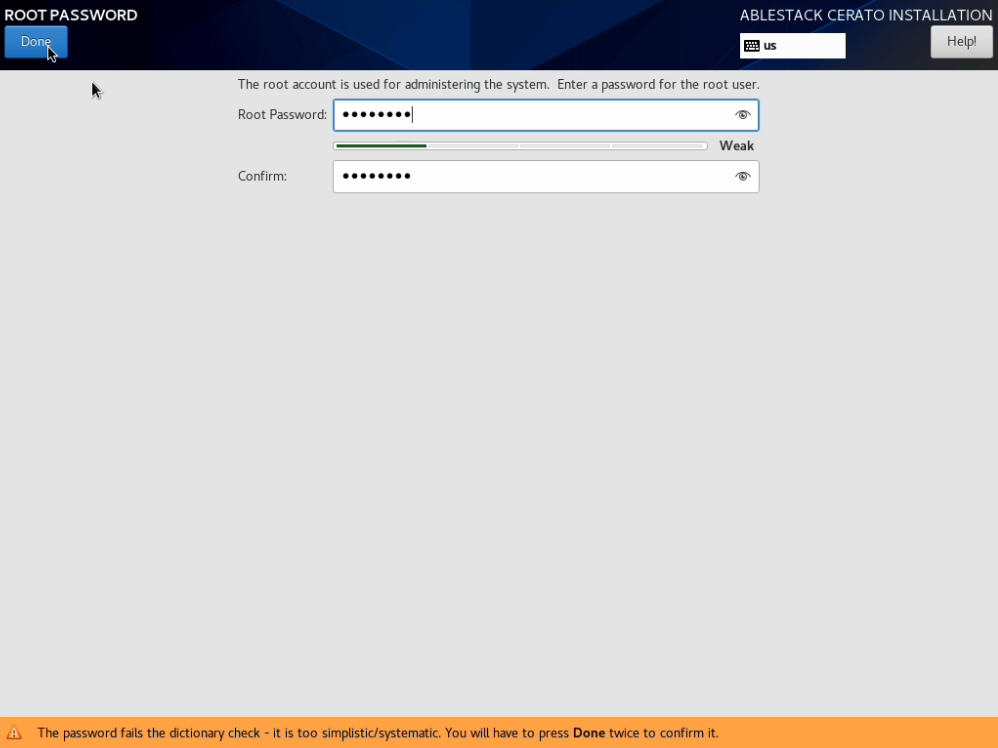 ROOT PASSWORD
ABLESTACK CERATO INSTALLATION
Done
us
Help!
The root account is used for administering the system.  Enter a password for the root user.
Root Password: ••••••••
Weak
Confirm: ••••••••
The password fails the dictionary check - it is too simplistic/systematic. You will have to press Done twice to confirm it.